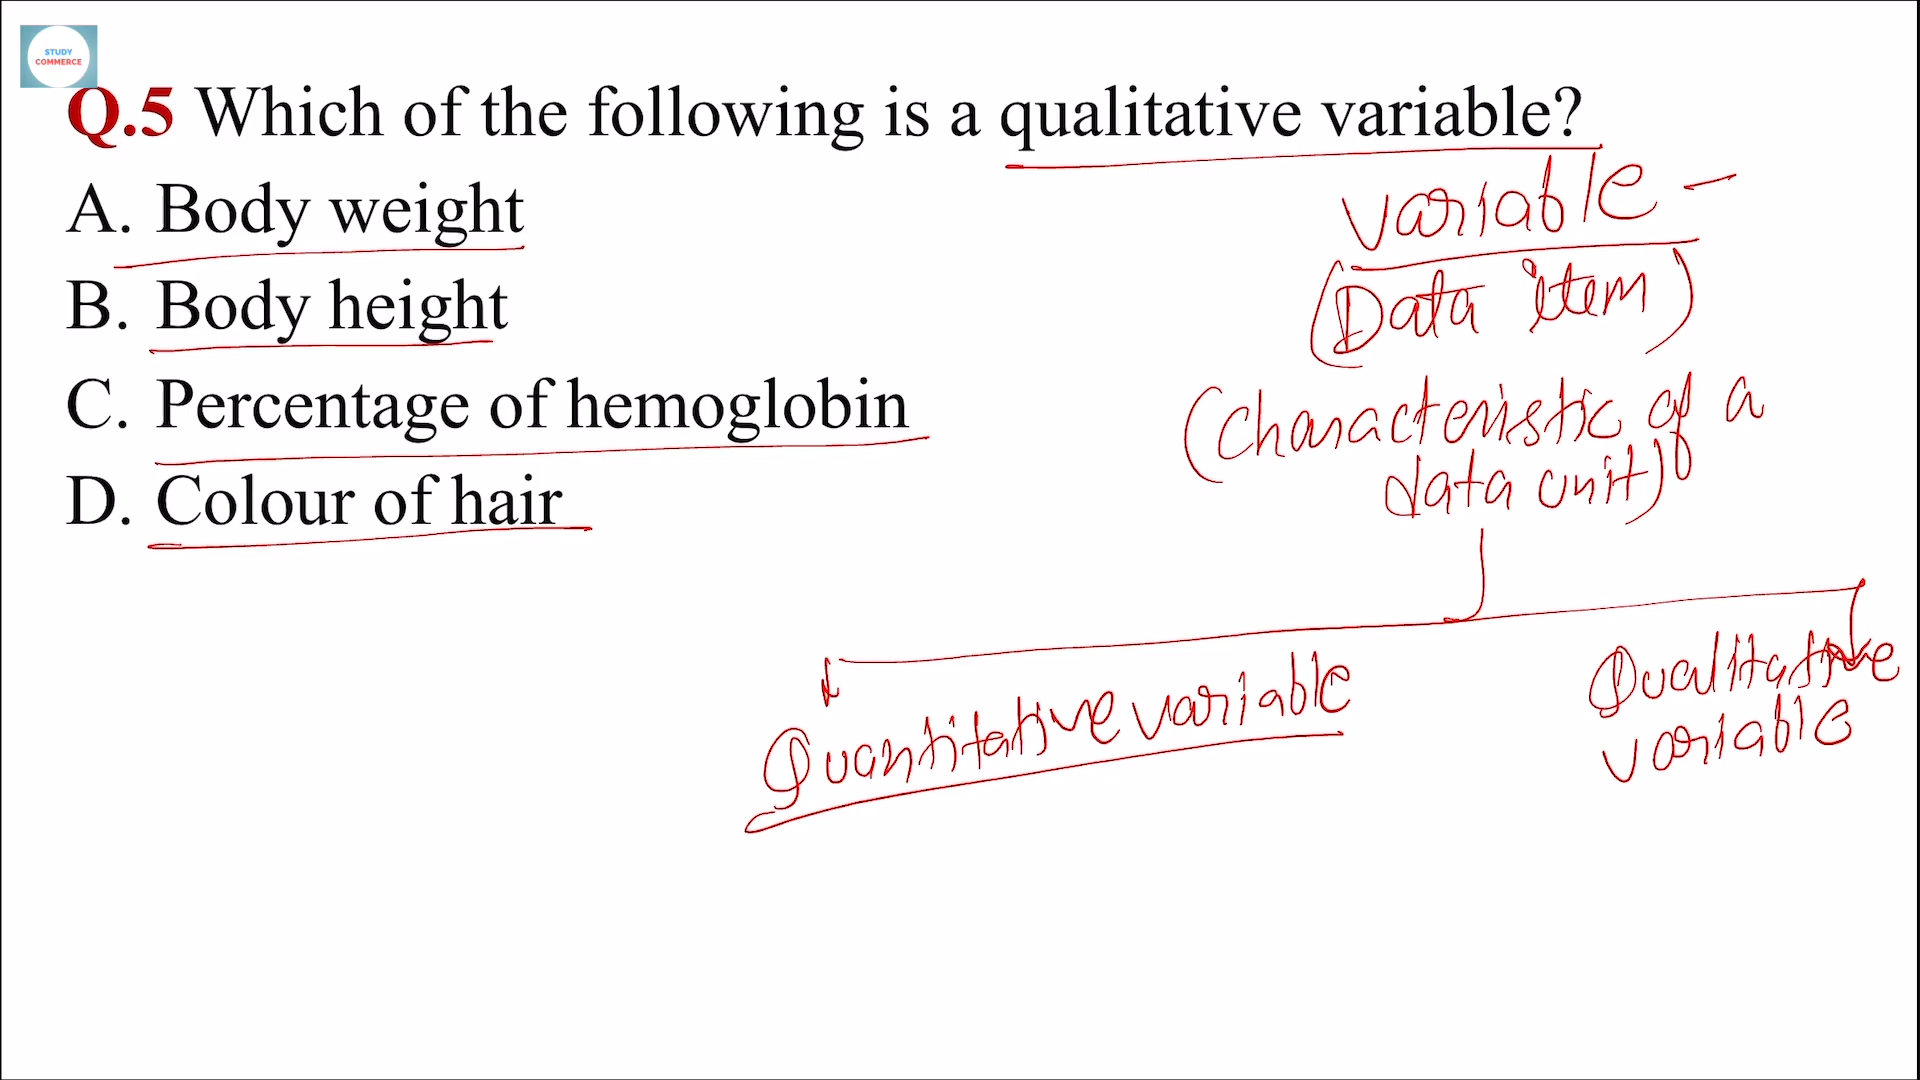 STUDY
COMMERCE
Q.5 Which of the following is a qualitative variable?
A. Body weight
B. Body height
C. Percentage of hemoglobin
D. Colour of hair
Variable -
(Data item)
(Characteristic of a
data unit)
Quantitative variable
Qualitative
variable